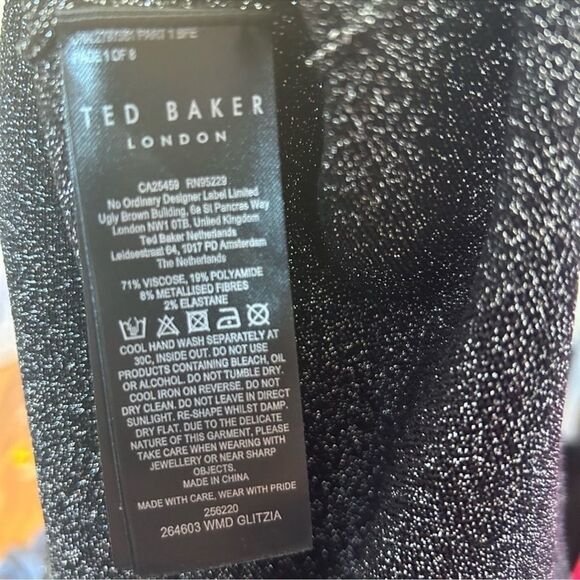 PAGE 1 OF 8
TED BAKER
LONDON
CA25459 RN95229
No Ordinary Designer Label Limited
Ugly Brown Building, 6a St Pancras Way
London NW1 0TB, United Kingdom
Ted Baker Netherlands
Leidsestraat 64, 1017 PD Amsterdam
The Netherlands
71% VISCOSE, 19% POLYAMIDE
8% METALLISED FIBRES
2% ELASTANE
COOL HAND WASH SEPARATELY AT
30C, INSIDE OUT. DO NOT USE
PRODUCTS CONTAINING BLEACH, OIL
OR ALCOHOL. DO NOT TUMBLE DRY.
COOL IRON ON REVERSE. DO NOT
DRY CLEAN. DO NOT LEAVE IN DIRECT
SUNLIGHT. RE-SHAPE WHILST DAMP.
DRY FLAT. DUE TO THE DELICATE
NATURE OF THIS GARMENT, PLEASE
TAKE CARE WHEN WEARING WITH
JEWELLERY OR NEAR SHARP
OBJECTS.
MADE IN CHINA
MADE WITH CARE, WEAR WITH PRIDE
256220
264603 WMD GLITZIA